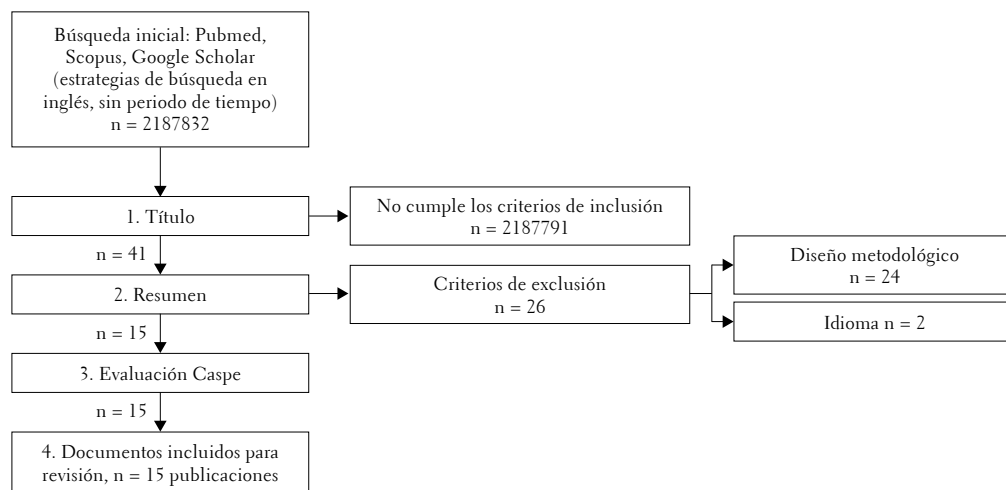 Búsqueda inicial: Pubmed,
Scopus, Google Scholar
(estrategias de búsqueda en
inglés, sin periodo de tiempo)
n = 2187832
1. Título
No cumple los criterios de inclusión
n = 2187791
n = 41
2. Resumen
Criterios de exclusión
n = 26
Diseño metodológico
n = 24
Idioma n = 2
n = 15
3. Evaluación Caspe
n = 15
4. Documentos incluidos para
revisión, n = 15 publicaciones